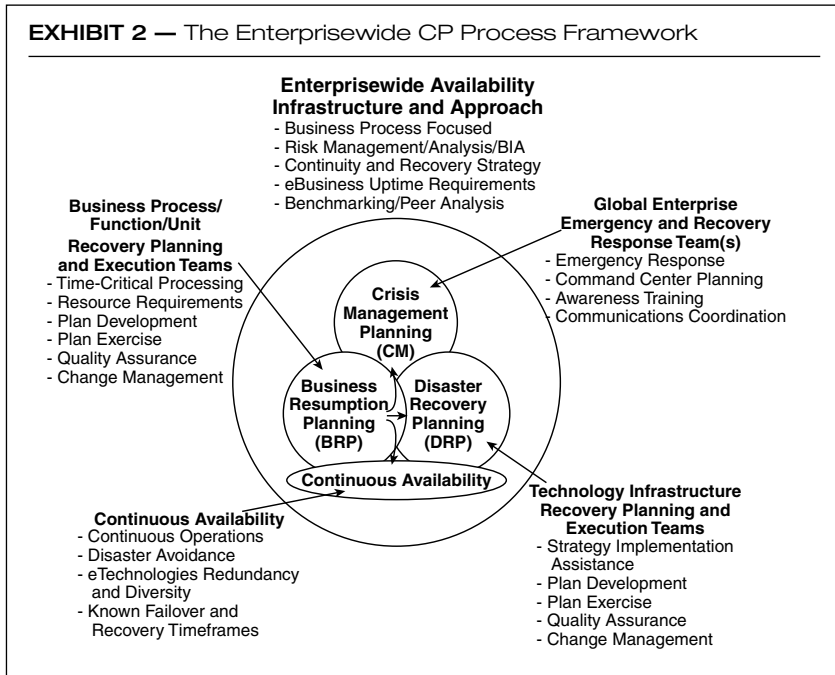 EXHIBIT 2 — The Enterprisewide CP Process Framework
Enterprisewide Availability
Infrastructure and Approach
- Business Process Focused
- Risk Management/Analysis/BIA
- Continuity and Recovery Strategy
- eBusiness Uptime Requirements
- Benchmarking/Peer Analysis
Business Process/
Function/Unit
Recovery Planning
and Execution Teams
- Time-Critical Processing
- Resource Requirements
- Plan Development
- Plan Exercise
- Quality Assurance
- Change Management
Global Enterprise
Emergency and Recovery
Response Team(s)
- Emergency Response
- Command Center Planning
- Awareness Training
- Communications Coordination
Crisis
Management
Planning
(CM)
Business
Resumption
Planning
(BRP)
Disaster
Recovery
Planning
(DRP)
Continuous Availability
Continuous Availability
- Continuous Operations
- Disaster Avoidance
- eTechnologies Redundancy
and Diversity
- Known Failover and
Recovery Timeframes
Technology Infrastructure
Recovery Planning and
Execution Teams
- Strategy Implementation
Assistance
- Plan Development
- Plan Exercise
- Quality Assurance
- Change Management